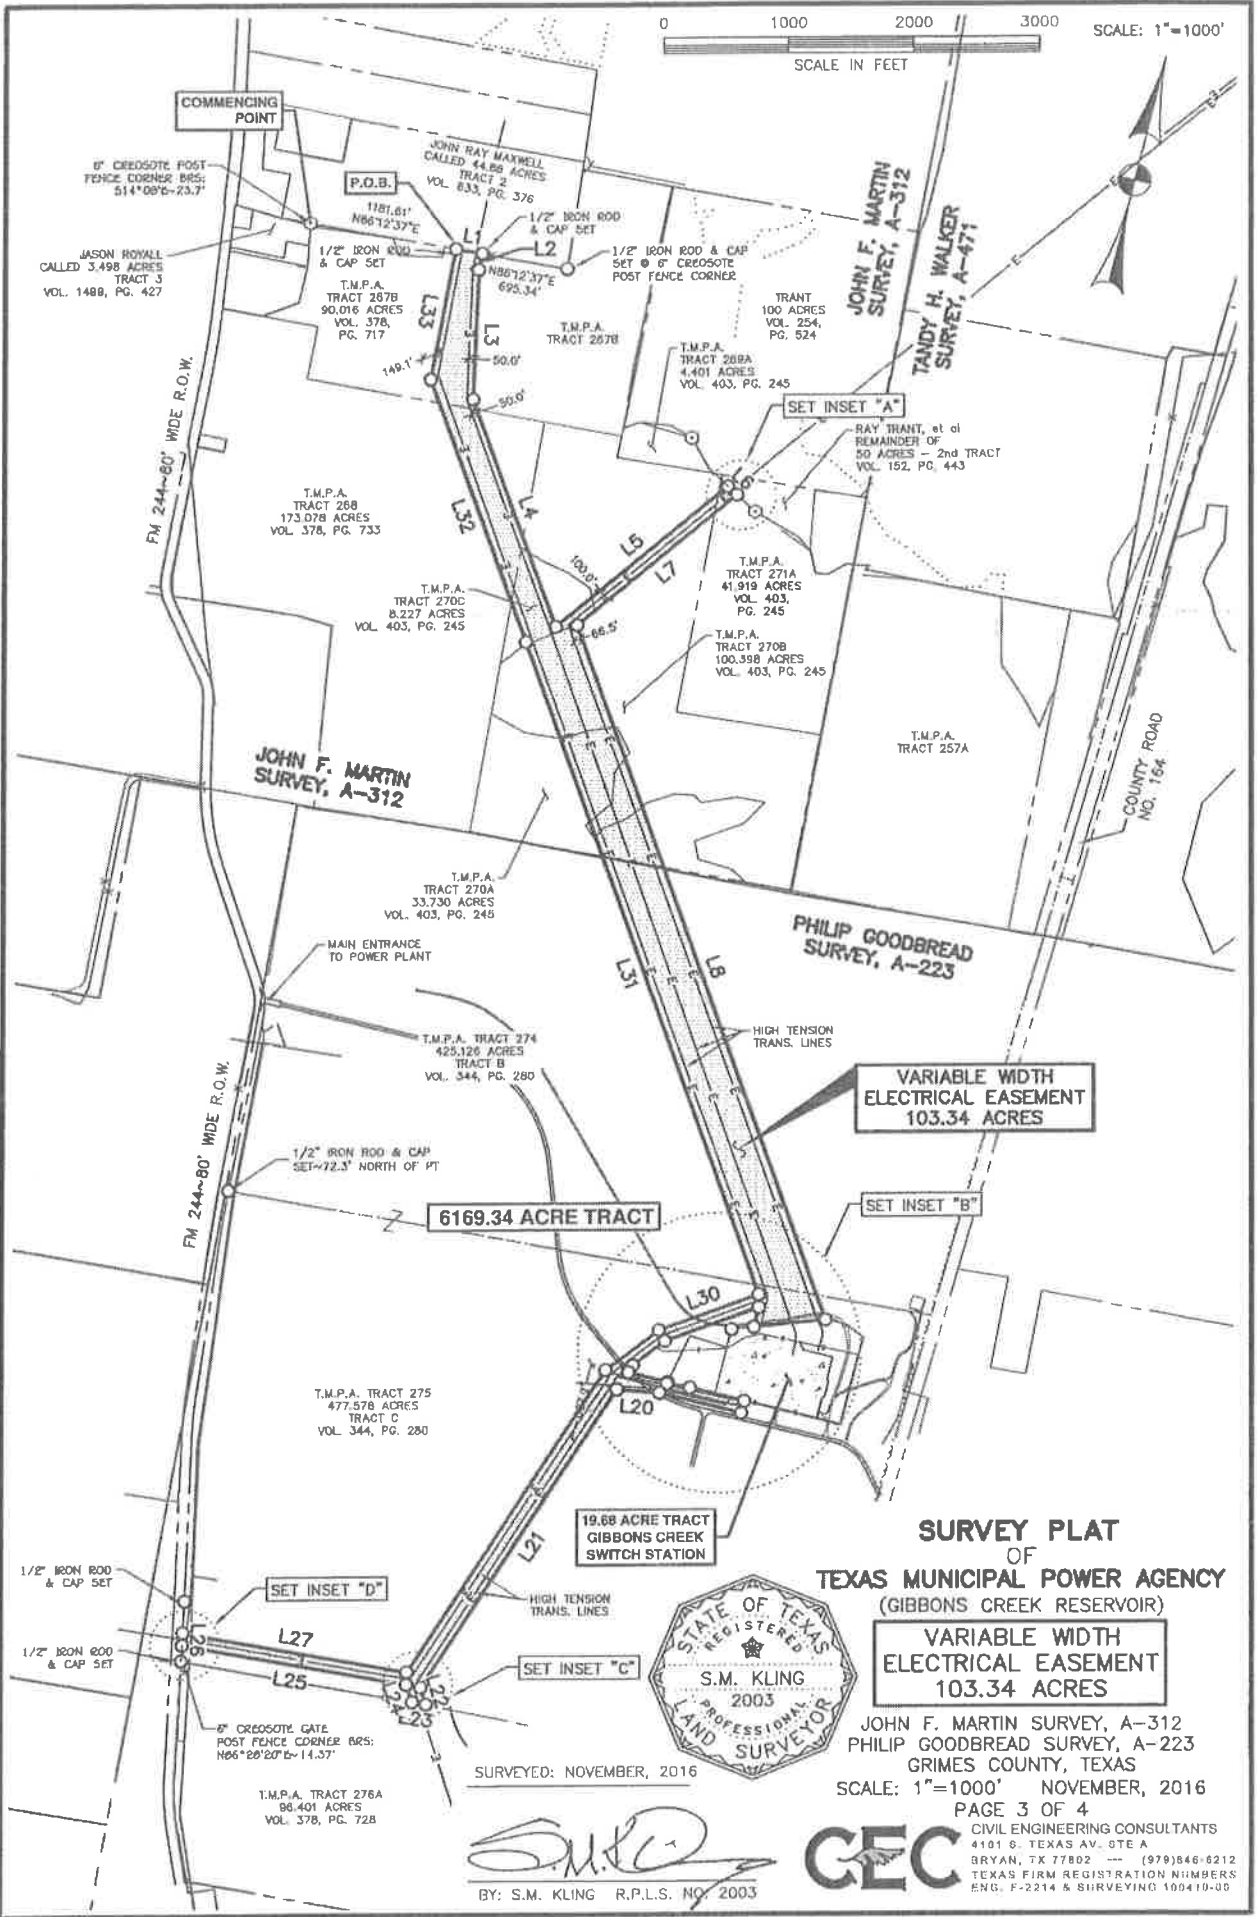 0 1000 2000 3000
SCALE: 1"=1000'
SCALE IN FEET
COMMENCING
POINT
6" CREOSOTE POST
FENCE CORNER BRS:
S14°08'E~23.7'
JOHN RAY MAXWELL
CALLED 44.88 ACRES
TRACT 2
VOL. 633, PG. 376
P.O.B.
1181.61'
N86°12'37"E
1/2" IRON ROD
& CAP SET
L1
L2
1/2" IRON ROD
& CAP SET
1/2" IRON ROD & CAP
SET @ 6" CREOSOTE
POST FENCE CORNER
N86°12'37"E
695.34'
JASON ROYALL
CALLED 3.498 ACRES
TRACT 3
VOL. 1499, PG. 427
T.M.P.A.
TRACT 267B
90.016 ACRES
VOL. 378,
PG. 717
L33
L3
T.M.P.A.
TRACT 267B
TRANT
100 ACRES
VOL. 254,
PG. 524
JOHN F. MARTIN
SURVEY, A-312
TANDY H. WALKER
SURVEY, A-471
149.1'
50.0'
50.0'
T.M.P.A.
TRACT 269A
4.401 ACRES
VOL. 403, PG. 245
SET INSET "A"
RAY TRANT, et al
REMAINDER OF
50 ACRES - 2nd TRACT
VOL. 152, PG. 443
FM 244~80' WIDE R.O.W.
T.M.P.A.
TRACT 268
173.078 ACRES
VOL. 378, PG. 733
L32
L4
6
L5
L7
100.0'
66.5'
T.M.P.A.
TRACT 271A
41.919 ACRES
VOL. 403,
PG. 245
T.M.P.A.
TRACT 270C
8.227 ACRES
VOL. 403, PG. 245
T.M.P.A.
TRACT 270B
100.398 ACRES
VOL. 403, PG. 245
T.M.P.A.
TRACT 257A
COUNTY ROAD
NO. 164
JOHN F. MARTIN
SURVEY, A-312
T.M.P.A.
TRACT 270A
33.730 ACRES
VOL. 403, PG. 245
PHILIP GOODBREAD
SURVEY, A-223
MAIN ENTRANCE
TO POWER PLANT
L31
L8
HIGH TENSION
TRANS. LINES
T.M.P.A. TRACT 274
425.126 ACRES
TRACT B
VOL. 344, PG. 280
VARIABLE WIDTH
ELECTRICAL EASEMENT
103.34 ACRES
FM 244~80' WIDE R.O.W.
1/2" IRON ROD & CAP
SET~72.3' NORTH OF PT
6169.34 ACRE TRACT
SET INSET "B"
L30
T.M.P.A. TRACT 275
477.578 ACRES
TRACT C
VOL. 344, PG. 280
L20
L21
19.68 ACRE TRACT
GIBBONS CREEK
SWITCH STATION
1/2" IRON ROD
& CAP SET
SET INSET "D"
HIGH TENSION
TRANS. LINES
1/2" IRON ROD
& CAP SET
L26
L27
L25
SET INSET "C"
L24
22
L23
6" CREOSOTE GATE
POST FENCE CORNER BRS:
N66°26'20"E~14.37'
T.M.P.A. TRACT 276A
96.401 ACRES
VOL. 378, PG. 728
SURVEYED: NOVEMBER, 2016
STATE OF TEXAS
REGISTERED
S.M. KLING
2003
PROFESSIONAL
LAND SURVEYOR
BY: S.M. KLING R.P.L.S. NO. 2003
SURVEY PLAT
OF
TEXAS MUNICIPAL POWER AGENCY
(GIBBONS CREEK RESERVOIR)
VARIABLE WIDTH
ELECTRICAL EASEMENT
103.34 ACRES
JOHN F. MARTIN SURVEY, A-312
PHILIP GOODBREAD SURVEY, A-223
GRIMES COUNTY, TEXAS
SCALE: 1"=1000' NOVEMBER, 2016
PAGE 3 OF 4
CEC
CIVIL ENGINEERING CONSULTANTS
4101 S. TEXAS AV. STE A
BRYAN, TX 77802 --- (979)846-6212
TEXAS FIRM REGISTRATION NUMBERS
ENG. F-2214 & SURVEYING 100410-00